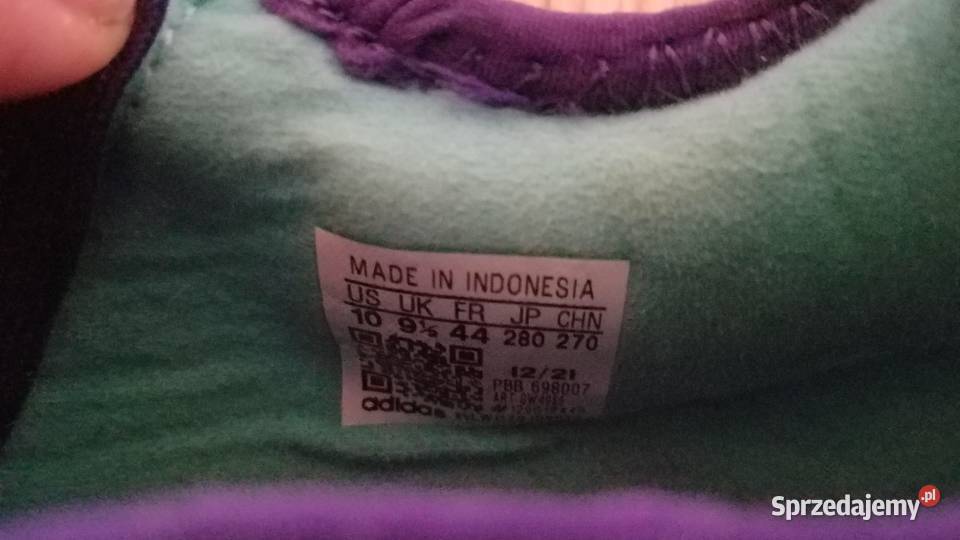 MADE IN INDONESIA
US UK FR JP CHN
10 9½ 44 280 270
12/21
PBB 698007
adidas
Sprzedajemy.pl